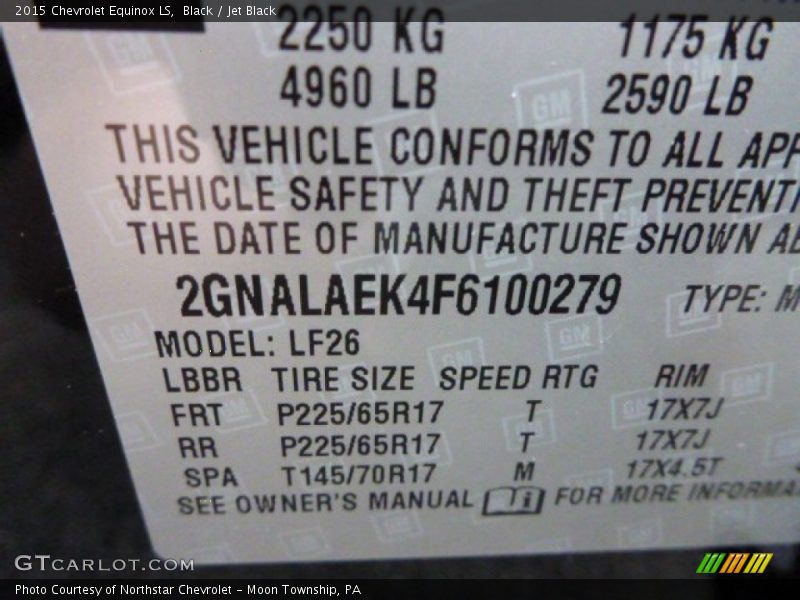 2015 Chevrolet Equinox LS, Black / Jet Black
2250 KG 1175 KG
4960 LB 2590 LB
THIS VEHICLE CONFORMS TO ALL APP
VEHICLE SAFETY AND THEFT PREVENTI
THE DATE OF MANUFACTURE SHOWN AB
2GNALAEK4F6100279 TYPE: M
MODEL: LF26
LBBR TIRE SIZE SPEED RTG RIM
FRT P225/65R17 T 17X7J
RR P225/65R17 T 17X7J
SPA T145/70R17 M 17X4.5T
SEE OWNER'S MANUAL i FOR MORE INFORMA
GTCARLOT.COM
Photo Courtesy of Northstar Chevrolet - Moon Township, PA